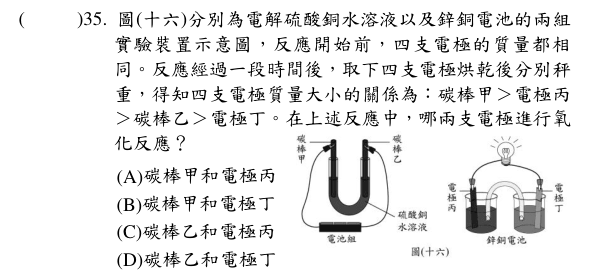 (　　)35. 圖(十六)分別為電解硫酸銅水溶液以及鋅銅電池的兩組
實驗裝置示意圖，反應開始前，四支電極的質量都相
同。反應經過一段時間後，取下四支電極烘乾後分別秤
重，得知四支電極質量大小的關係為：碳棒甲＞電極丙
＞碳棒乙＞電極丁。在上述反應中，哪兩支電極進行氧
化反應？
(A)碳棒甲和電極丙
(B)碳棒甲和電極丁
(C)碳棒乙和電極丙
(D)碳棒乙和電極丁
碳棒甲
碳棒乙
硫酸銅
水溶液
電池組
電極丙
電極丁
鋅銅電池
圖(十六)